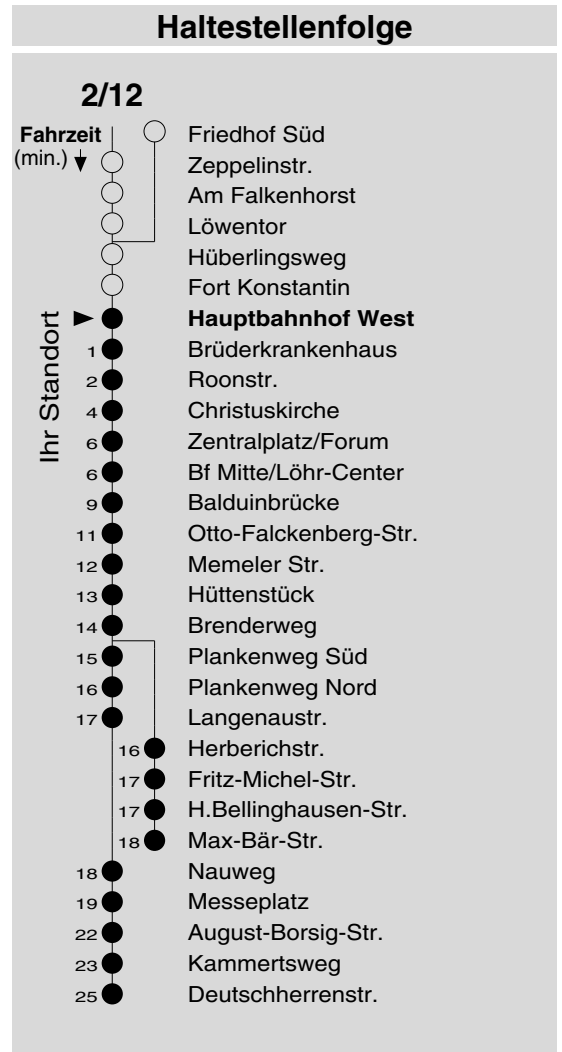 Haltestellenfolge
2/12
Fahrzeit
(min.)
Friedhof Süd
Zeppelinstr.
Am Falkenhorst
Löwentor
Hüberlingsweg
Fort Konstantin
Ihr Standort
Hauptbahnhof West
1 Brüderkrankenhaus
2 Roonstr.
4 Christuskirche
6 Zentralplatz/Forum
6 Bf Mitte/Löhr-Center
9 Balduinbrücke
11 Otto-Falckenberg-Str.
12 Memeler Str.
13 Hüttenstück
14 Brenderweg
15 Plankenweg Süd
16 Plankenweg Nord
17 Langenaustr.
16 Herberichstr.
17 Fritz-Michel-Str.
17 H.Bellinghausen-Str.
18 Max-Bär-Str.
18 Nauweg
19 Messeplatz
22 August-Borsig-Str.
23 Kammertsweg
25 Deutschherrenstr.